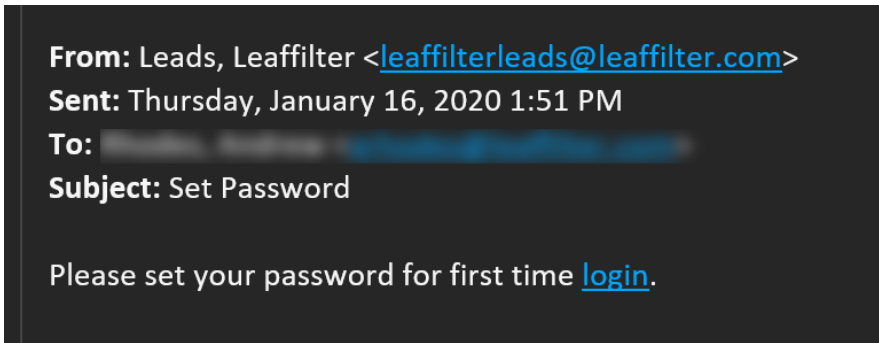 From: Leads, Leaffilter <leaffilterleads@leaffilter.com>
Sent: Thursday, January 16, 2020 1:51 PM
To:
Subject: Set Password
Please set your password for first time login.